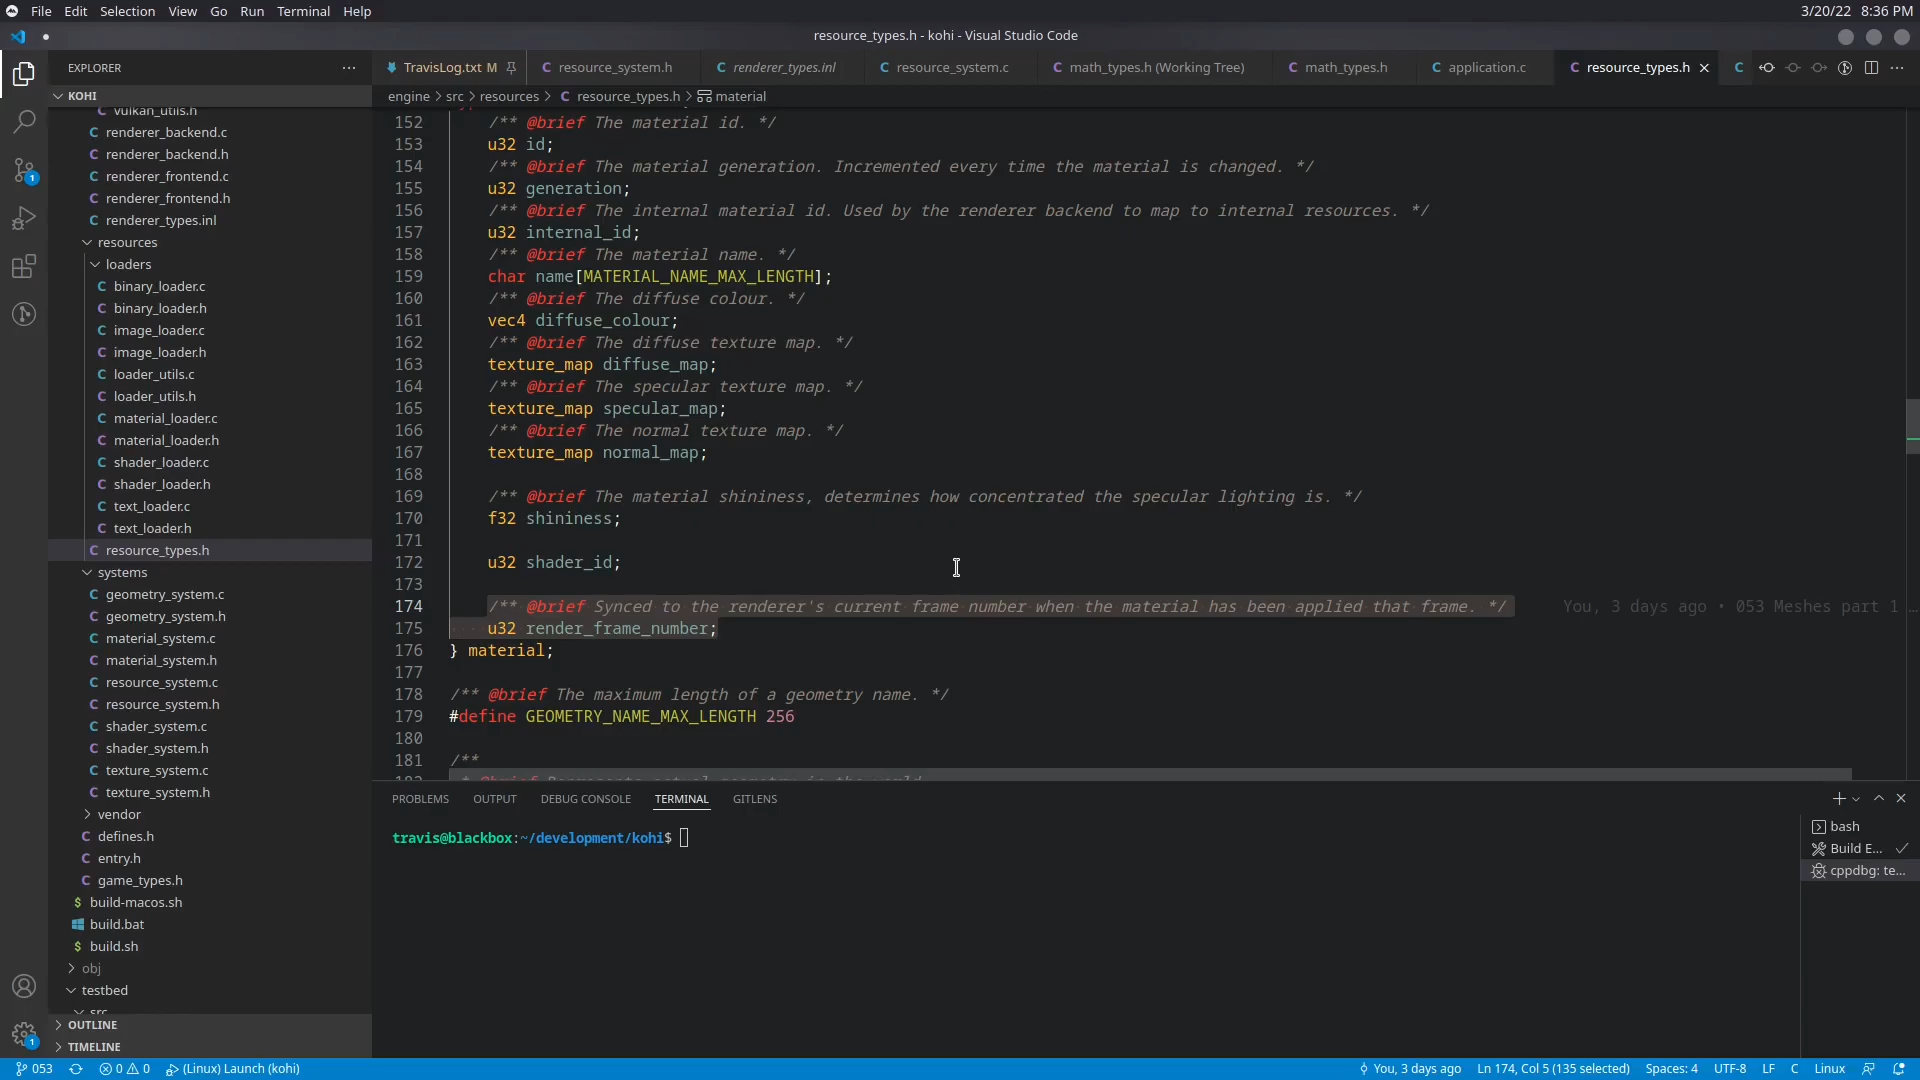 File Edit Selection View Go Run Terminal Help
3/20/22 8:36 PM
resource_types.h - kohi - Visual Studio Code
EXPLORER
TravisLog.txt M
resource_system.h
renderer_types.inl
resource_system.c
math_types.h (Working Tree)
math_types.h
application.c
resource_types.h
KOHI
engine > src > resources > C resource_types.h > material
vulkan_utils.h
renderer_backend.c
renderer_backend.h
renderer_frontend.c
renderer_frontend.h
renderer_types.inl
resources
loaders
binary_loader.c
binary_loader.h
image_loader.c
image_loader.h
loader_utils.c
loader_utils.h
material_loader.c
material_loader.h
shader_loader.c
shader_loader.h
text_loader.c
text_loader.h
resource_types.h
systems
geometry_system.c
geometry_system.h
material_system.c
material_system.h
resource_system.c
resource_system.h
shader_system.c
shader_system.h
texture_system.c
texture_system.h
vendor
defines.h
entry.h
game_types.h
build-macos.sh
build.bat
build.sh
obj
testbed
src
OUTLINE
TIMELINE
152 /** @brief The material id. */
153 u32 id;
154 /** @brief The material generation. Incremented every time the material is changed. */
155 u32 generation;
156 /** @brief The internal material id. Used by the renderer backend to map to internal resources. */
157 u32 internal_id;
158 /** @brief The material name. */
159 char name[MATERIAL_NAME_MAX_LENGTH];
160 /** @brief The diffuse colour. */
161 vec4 diffuse_colour;
162 /** @brief The diffuse texture map. */
163 texture_map diffuse_map;
164 /** @brief The specular texture map. */
165 texture_map specular_map;
166 /** @brief The normal texture map. */
167 texture_map normal_map;
168
169 /** @brief The material shininess, determines how concentrated the specular lighting is. */
170 f32 shininess;
171
172 u32 shader_id;
173
174 /** @brief Synced to the renderer's current frame number when the material has been applied that frame. */ You, 3 days ago • 053 Meshes part 1 …
175 u32 render_frame_number;
176 } material;
177
178 /** @brief The maximum length of a geometry name. */
179 #define GEOMETRY_NAME_MAX_LENGTH 256
180
181 /**
182 * @brief Represents actual geometry in the world.
PROBLEMS OUTPUT DEBUG CONSOLE TERMINAL GITLENS
travis@blackbox:~/development/kohi$
bash
Build E...
cppdbg: te...
053 0 0 (Linux) Launch (kohi)
You, 3 days ago Ln 174, Col 5 (135 selected) Spaces: 4 UTF-8 LF C Linux